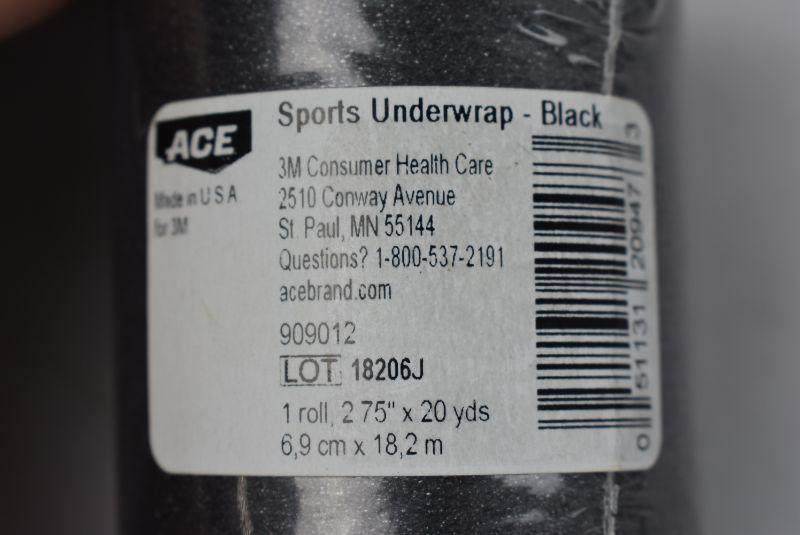 ACE
Made in U S A
for 3M
Sports Underwrap - Black
3M Consumer Health Care
2510 Conway Avenue
St. Paul, MN 55144
Questions? 1-800-537-2191
acebrand.com
909012
LOT 18206J
1 roll, 2 75" x 20 yds
6,9 cm x 18,2 m
0 51131 20947 3